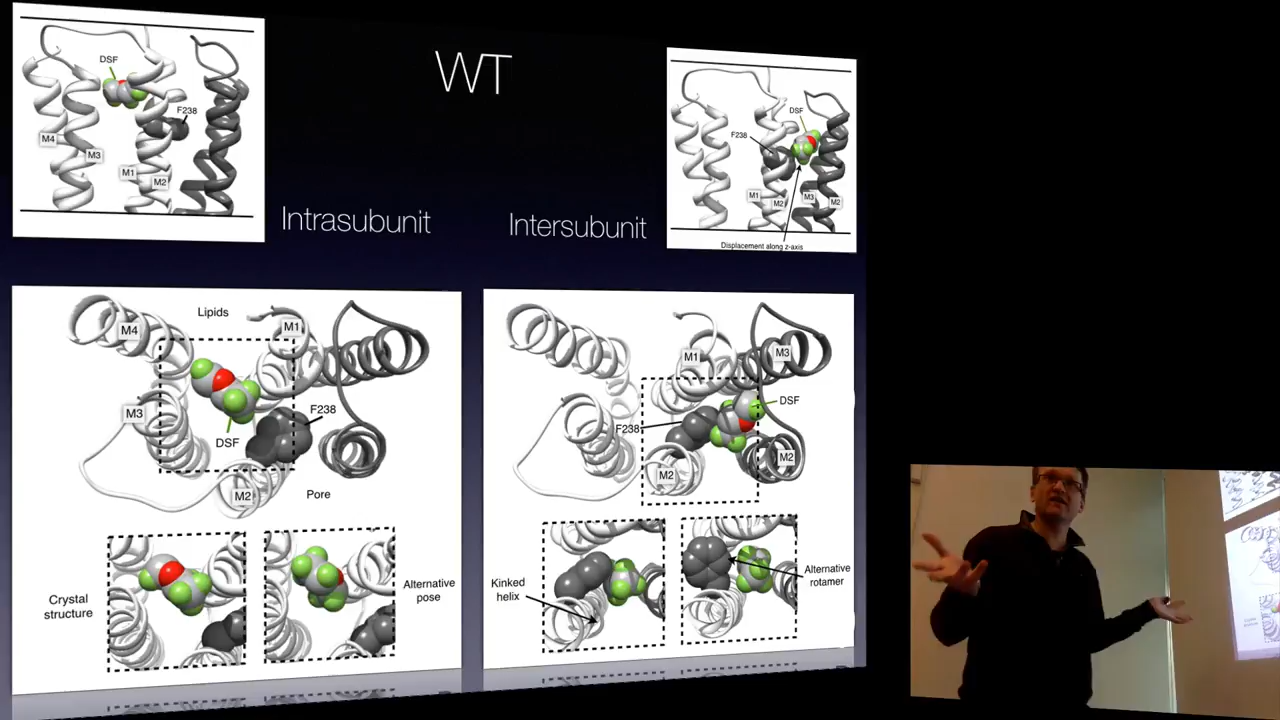 WT
DSF
F238
M4
M3
M1
M2
Intrasubunit
Intersubunit
DSF
F238
M1
M2
M3
M2
Displacement along z-axis
Lipids
M4
M1
M3
F238
DSF
M2
Pore
Crystal
structure
Alternative
pose
M1
M3
DSF
F238
M2
M2
Kinked
helix
Alternative
rotamer